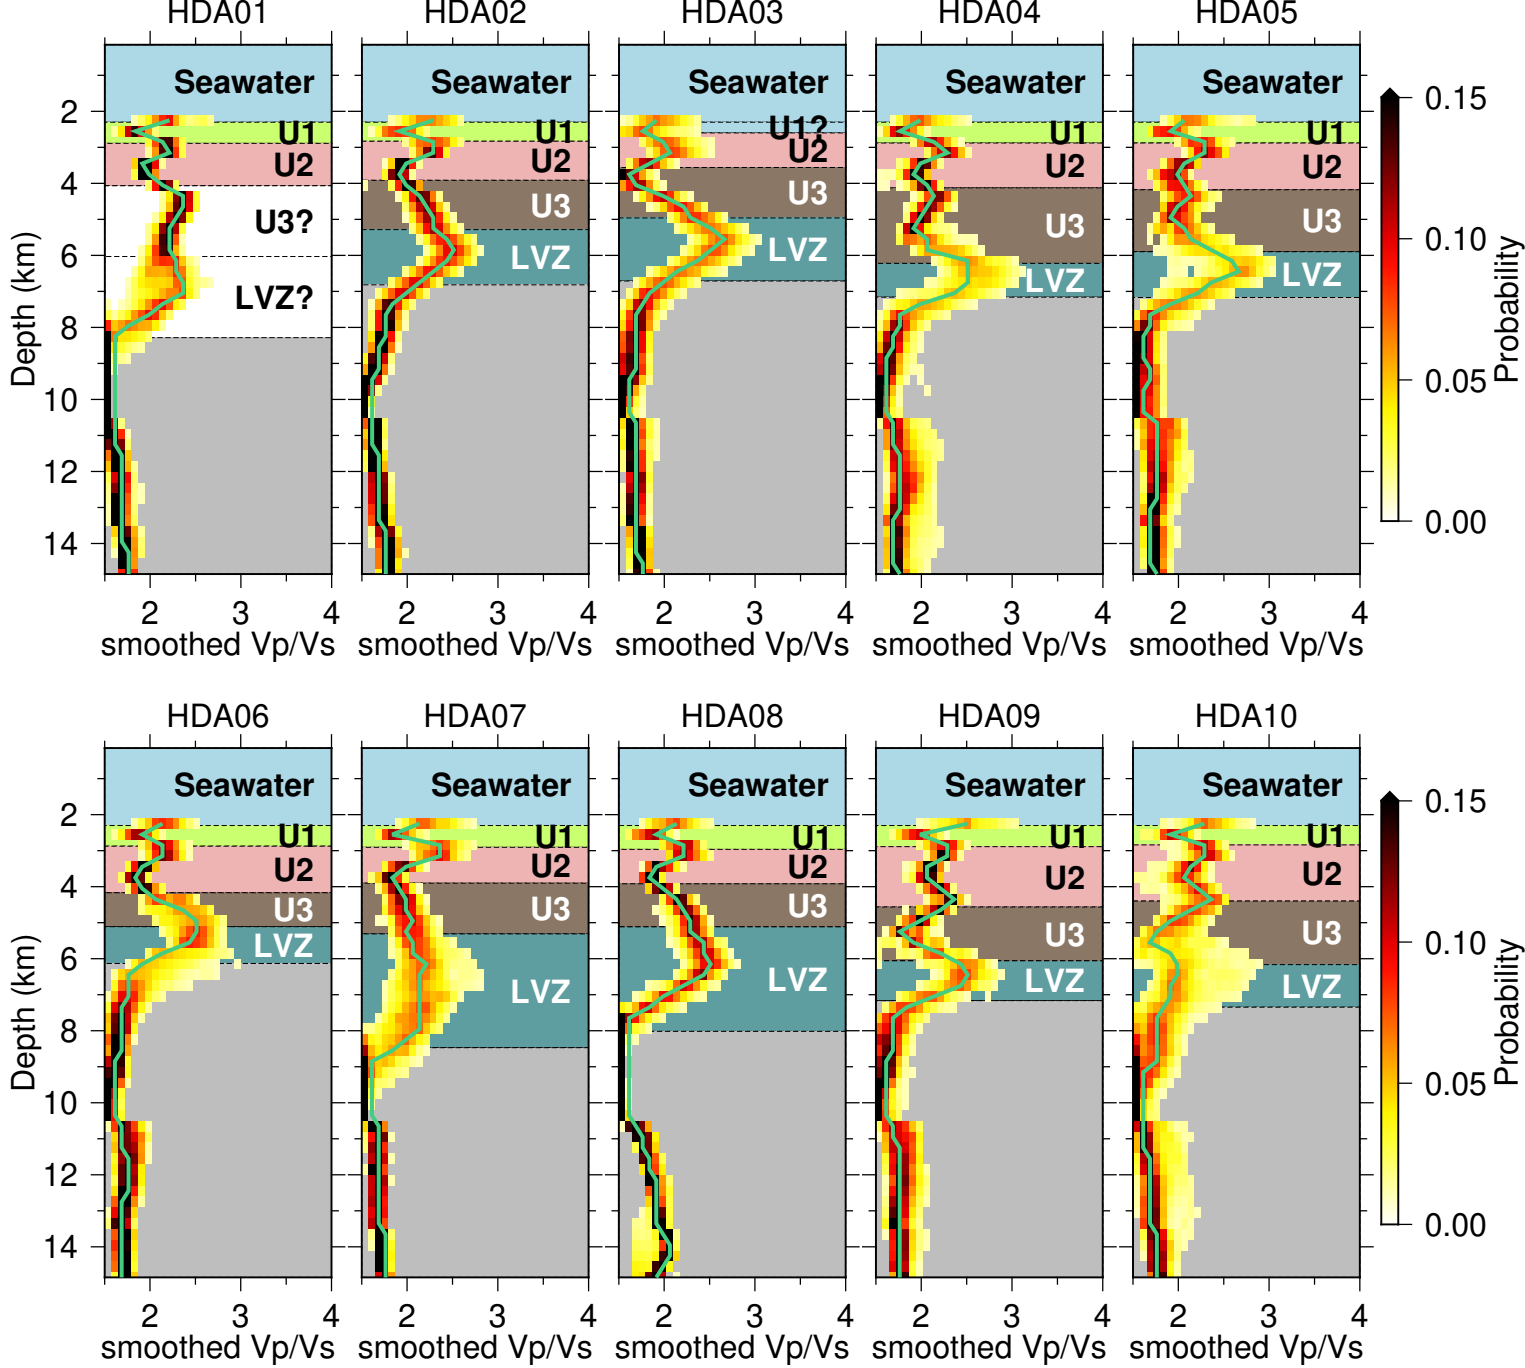 HDA01 HDA02 HDA03 HDA04 HDA05
Seawater Seawater Seawater Seawater Seawater
U1 U1 U1? U1 U1
U2 U2 U2 U2 U2
U3? U3 U3 U3 U3
LVZ? LVZ LVZ LVZ LVZ
2
4
6
8
10
12
14
Depth (km)
2 3 4 2 3 4 2 3 4 2 3 4 2 3 4
smoothed Vp/Vs smoothed Vp/Vs smoothed Vp/Vs smoothed Vp/Vs smoothed Vp/Vs
0.15
0.10
0.05
0.00
Probability
HDA06 HDA07 HDA08 HDA09 HDA10
Seawater Seawater Seawater Seawater Seawater
U1 U1 U1 U1
U2 U2 U2 U2 U2
U3 U3 U3 U3 U3
LVZ LVZ LVZ LVZ LVZ
2
4
6
8
10
12
14
Depth (km)
2 3 4 2 3 4 2 3 4 2 3 4 2 3 4
smoothed Vp/Vs smoothed Vp/Vs smoothed Vp/Vs smoothed Vp/Vs smoothed Vp/Vs
0.15
0.10
0.05
0.00
Probability